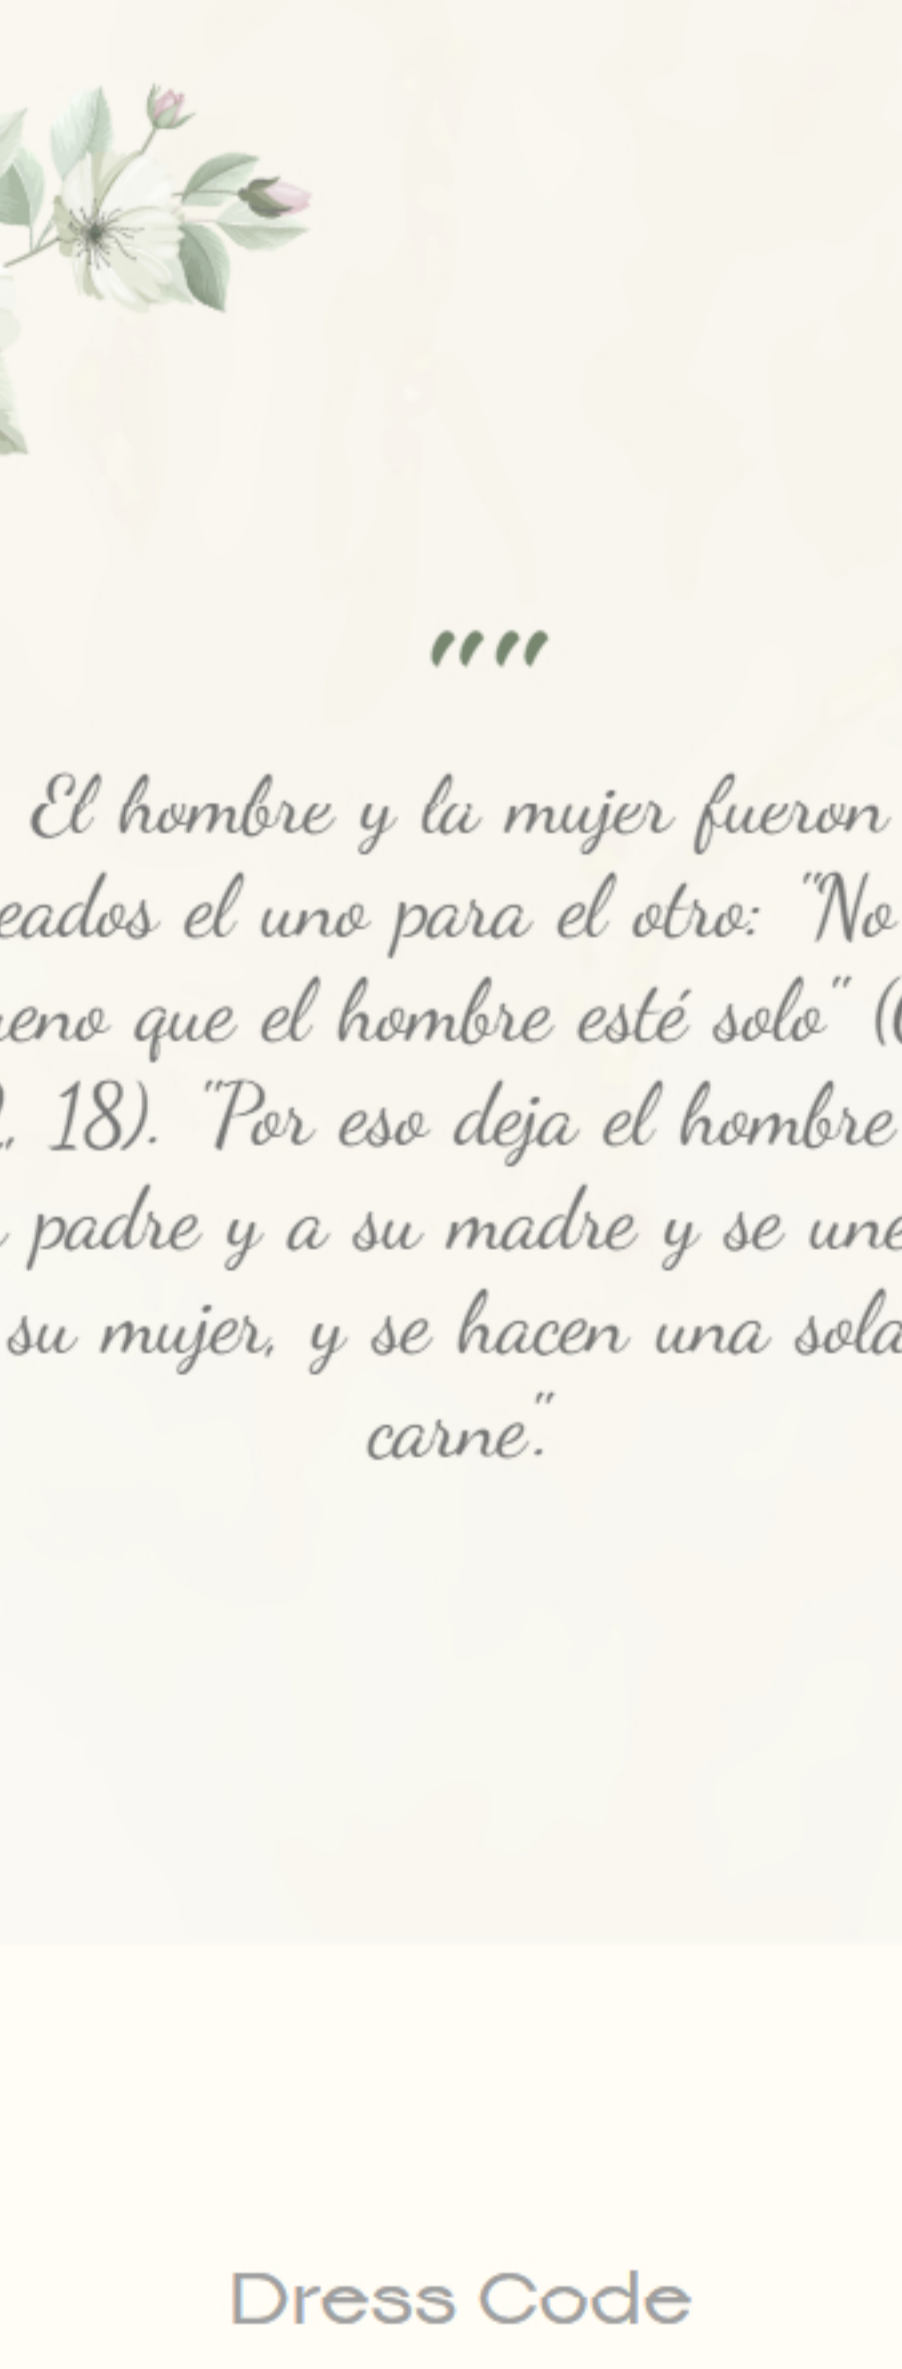 ""
El hombre y la mujer fueron
eados el uno para el otro: "No
eno que el hombre esté solo" (
, 18). "Por eso deja el hombre
padre y a su madre y se une
su mujer, y se hacen una sola
carne".
Dress Code